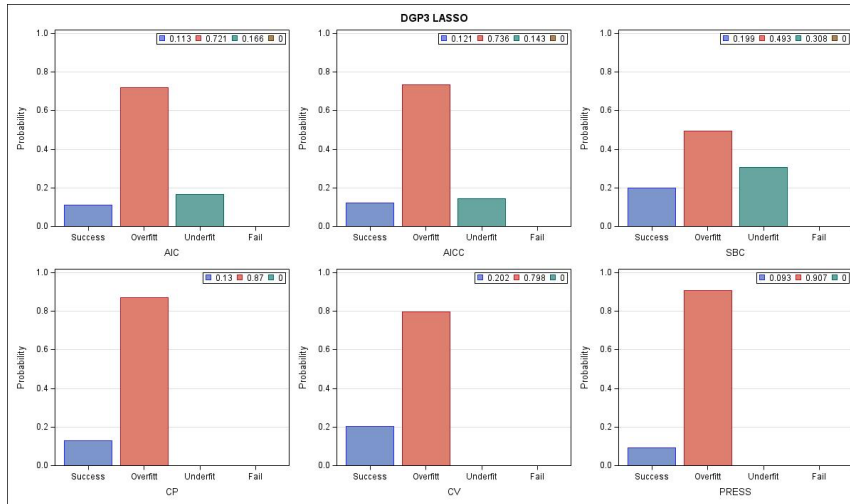 DGP3 LASSO
0.113 0.721 0.166 0
Probability
1.0
0.8
0.6
0.4
0.2
0.0
Success Overfitt Underfit Fail
AIC
0.121 0.736 0.143 0
Probability
1.0
0.8
0.6
0.4
0.2
0.0
Success Overfitt Underfit Fail
AICC
0.199 0.493 0.308 0
Probability
1.0
0.8
0.6
0.4
0.2
0.0
Success Overfitt Underfit Fail
SBC
0.13 0.87 0
Probability
1.0
0.8
0.6
0.4
0.2
0.0
Success Overfitt Underfit Fail
CP
0.202 0.798 0
Probability
1.0
0.8
0.6
0.4
0.2
0.0
Success Overfitt Underfit Fail
CV
0.093 0.907 0
Probability
1.0
0.8
0.6
0.4
0.2
0.0
Success Overfitt Underfit Fail
PRESS